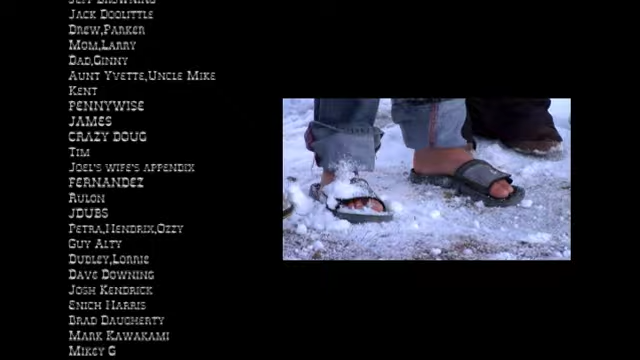 Jeff Browning
Jack Doolittle
Drew,Parker
Mom,Larry
Dad,Ginny
Aunt Yvette,Uncle Mike
Kent
PENNYWISE
JAMES
CRAZY DOUG
Tim
Joel's wife's appendix
FERNANDEZ
Rulon
JDUBS
Petra,Hendrix,Ozzy
Guy Alty
Dudley,Lorrie
Dave Downing
Josh Kendrick
Enich Harris
Brad Daugherty
Mark Kawakami
Mikey G